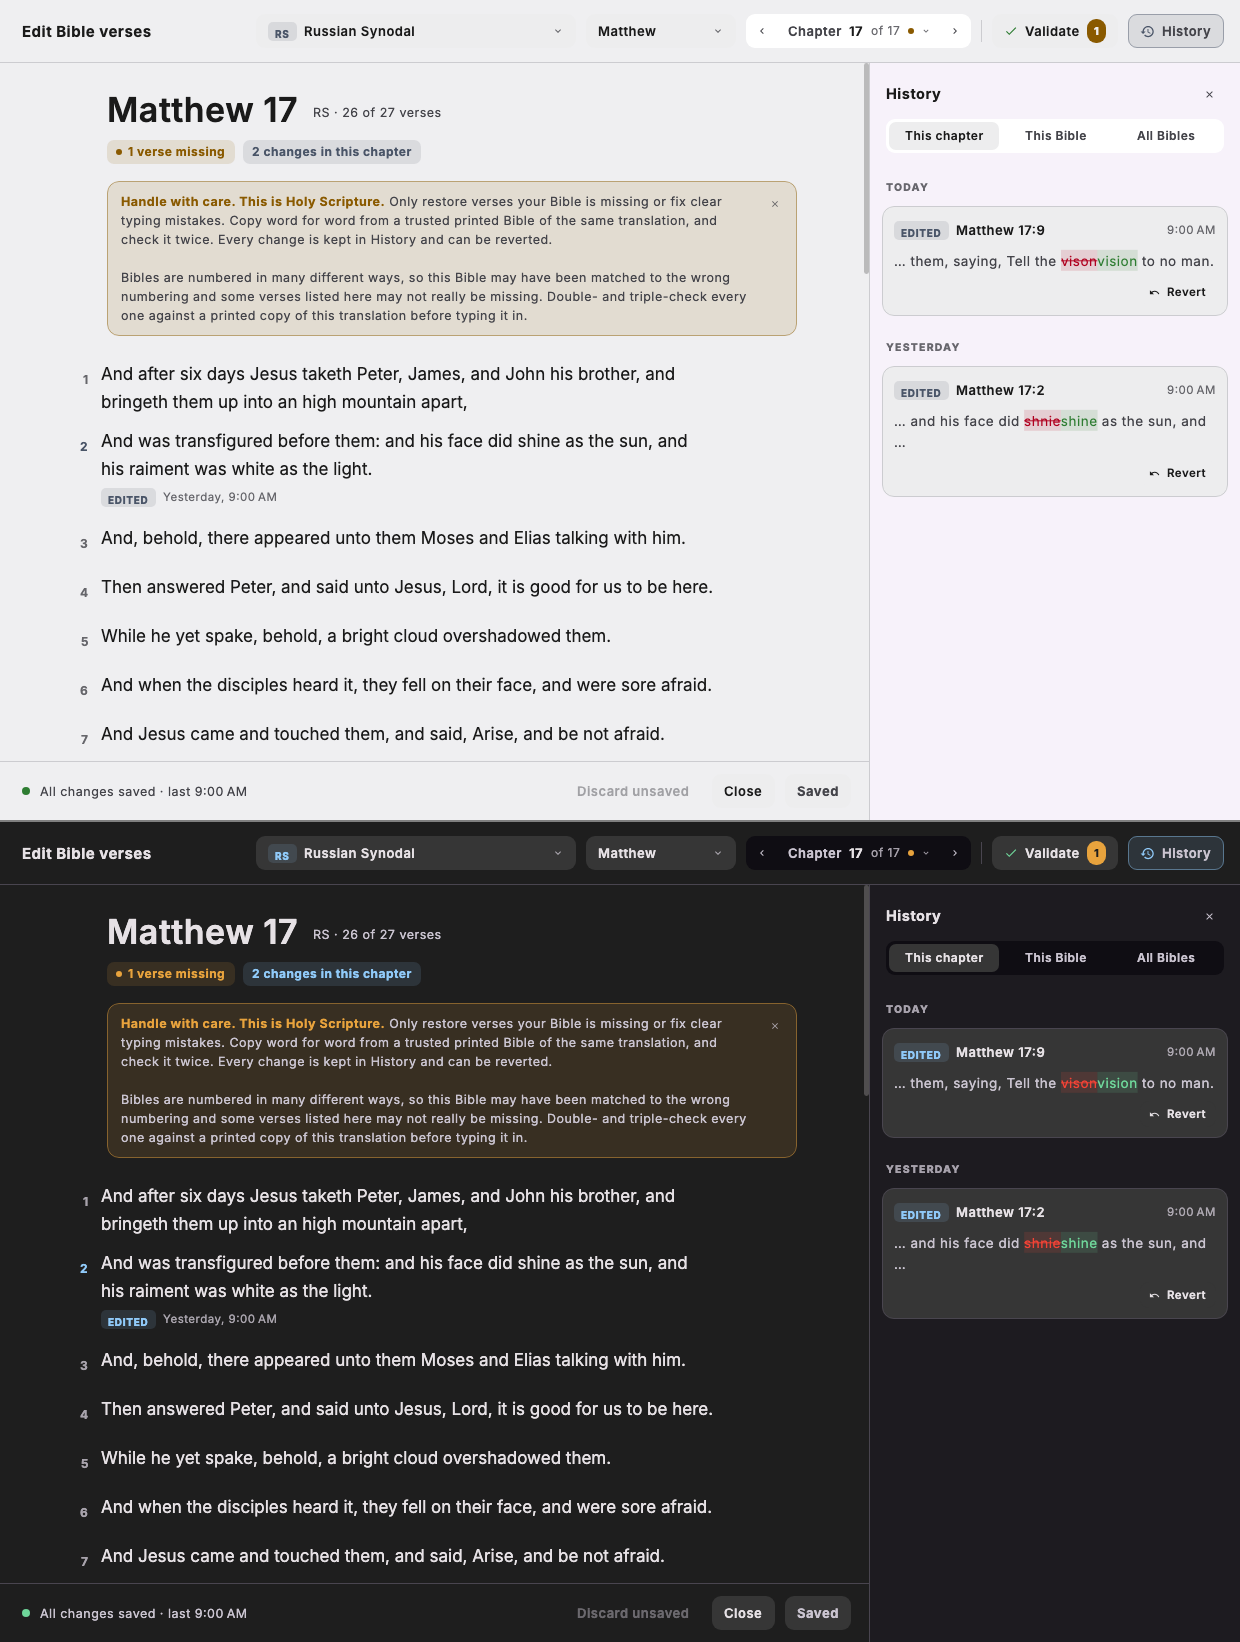 Edit Bible verses
RS Russian Synodal
Matthew
Chapter 17 of 17
Validate 1
History
Matthew 17 RS · 26 of 27 verses
1 verse missing
2 changes in this chapter
Handle with care. This is Holy Scripture. Only restore verses your Bible is missing or fix clear
typing mistakes. Copy word for word from a trusted printed Bible of the same translation, and
check it twice. Every change is kept in History and can be reverted.
Bibles are numbered in many different ways, so this Bible may have been matched to the wrong
numbering and some verses listed here may not really be missing. Double- and triple-check every
one against a printed copy of this translation before typing it in.
1 And after six days Jesus taketh Peter, James, and John his brother, and
bringeth them up into an high mountain apart,
2 And was transfigured before them: and his face did shine as the sun, and
his raiment was white as the light.
EDITED Yesterday, 9:00 AM
3 And, behold, there appeared unto them Moses and Elias talking with him.
4 Then answered Peter, and said unto Jesus, Lord, it is good for us to be here.
5 While he yet spake, behold, a bright cloud overshadowed them.
6 And when the disciples heard it, they fell on their face, and were sore afraid.
7 And Jesus came and touched them, and said, Arise, and be not afraid.
All changes saved · last 9:00 AM
Discard unsaved
Close
Saved
History
This chapter
This Bible
All Bibles
TODAY
EDITED Matthew 17:9 9:00 AM
... them, saying, Tell the visonvision to no man.
Revert
YESTERDAY
EDITED Matthew 17:2 9:00 AM
... and his face did shnieshine as the sun, and
...
Revert
Edit Bible verses
RS Russian Synodal
Matthew
Chapter 17 of 17
Validate 1
History
Matthew 17 RS · 26 of 27 verses
1 verse missing
2 changes in this chapter
Handle with care. This is Holy Scripture. Only restore verses your Bible is missing or fix clear
typing mistakes. Copy word for word from a trusted printed Bible of the same translation, and
check it twice. Every change is kept in History and can be reverted.
Bibles are numbered in many different ways, so this Bible may have been matched to the wrong
numbering and some verses listed here may not really be missing. Double- and triple-check every
one against a printed copy of this translation before typing it in.
1 And after six days Jesus taketh Peter, James, and John his brother, and
bringeth them up into an high mountain apart,
2 And was transfigured before them: and his face did shine as the sun, and
his raiment was white as the light.
EDITED Yesterday, 9:00 AM
3 And, behold, there appeared unto them Moses and Elias talking with him.
4 Then answered Peter, and said unto Jesus, Lord, it is good for us to be here.
5 While he yet spake, behold, a bright cloud overshadowed them.
6 And when the disciples heard it, they fell on their face, and were sore afraid.
7 And Jesus came and touched them, and said, Arise, and be not afraid.
All changes saved · last 9:00 AM
Discard unsaved
Close
Saved
History
This chapter
This Bible
All Bibles
TODAY
EDITED Matthew 17:9 9:00 AM
... them, saying, Tell the visonvision to no man.
Revert
YESTERDAY
EDITED Matthew 17:2 9:00 AM
... and his face did shnieshine as the sun, and
...
Revert